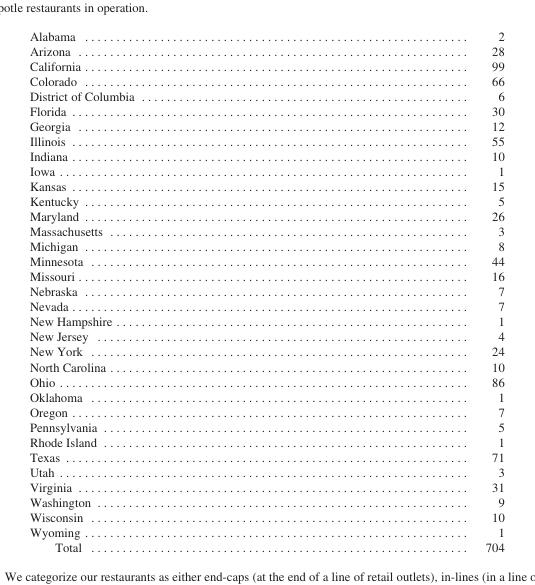 potle restaurants in operation.
Alabama . . . . . . . . . . . . . . . . . . . . . . . . . . . . . . 2
Arizona . . . . . . . . . . . . . . . . . . . . . . . . . . . . . . 28
California . . . . . . . . . . . . . . . . . . . . . . . . . . . . . . 99
Colorado . . . . . . . . . . . . . . . . . . . . . . . . . . . . . . 66
District of Columbia . . . . . . . . . . . . . . . . . . . . . . . . . . . . . . 6
Florida . . . . . . . . . . . . . . . . . . . . . . . . . . . . . . 30
Georgia . . . . . . . . . . . . . . . . . . . . . . . . . . . . . . 12
Illinois . . . . . . . . . . . . . . . . . . . . . . . . . . . . . . 55
Indiana . . . . . . . . . . . . . . . . . . . . . . . . . . . . . . 10
Iowa . . . . . . . . . . . . . . . . . . . . . . . . . . . . . . 1
Kansas . . . . . . . . . . . . . . . . . . . . . . . . . . . . . . 15
Kentucky . . . . . . . . . . . . . . . . . . . . . . . . . . . . . . 5
Maryland . . . . . . . . . . . . . . . . . . . . . . . . . . . . . . 26
Massachusetts . . . . . . . . . . . . . . . . . . . . . . . . . . . . . . 3
Michigan . . . . . . . . . . . . . . . . . . . . . . . . . . . . . . 8
Minnesota . . . . . . . . . . . . . . . . . . . . . . . . . . . . . . 44
Missouri . . . . . . . . . . . . . . . . . . . . . . . . . . . . . . 16
Nebraska . . . . . . . . . . . . . . . . . . . . . . . . . . . . . . 7
Nevada . . . . . . . . . . . . . . . . . . . . . . . . . . . . . . 7
New Hampshire . . . . . . . . . . . . . . . . . . . . . . . . . . . . . . 1
New Jersey . . . . . . . . . . . . . . . . . . . . . . . . . . . . . . 4
New York . . . . . . . . . . . . . . . . . . . . . . . . . . . . . . 24
North Carolina . . . . . . . . . . . . . . . . . . . . . . . . . . . . . . 10
Ohio . . . . . . . . . . . . . . . . . . . . . . . . . . . . . . 86
Oklahoma . . . . . . . . . . . . . . . . . . . . . . . . . . . . . . 1
Oregon . . . . . . . . . . . . . . . . . . . . . . . . . . . . . . 7
Pennsylvania . . . . . . . . . . . . . . . . . . . . . . . . . . . . . . 5
Rhode Island . . . . . . . . . . . . . . . . . . . . . . . . . . . . . . 1
Texas . . . . . . . . . . . . . . . . . . . . . . . . . . . . . . 71
Utah . . . . . . . . . . . . . . . . . . . . . . . . . . . . . . 3
Virginia . . . . . . . . . . . . . . . . . . . . . . . . . . . . . . 31
Washington . . . . . . . . . . . . . . . . . . . . . . . . . . . . . . 9
Wisconsin . . . . . . . . . . . . . . . . . . . . . . . . . . . . . . 10
Wyoming . . . . . . . . . . . . . . . . . . . . . . . . . . . . . . 1
Total . . . . . . . . . . . . . . . . . . . . . . . . . . . . . . 704
We categorize our restaurants as either end-caps (at the end of a line of retail outlets), in-lines (in a line o